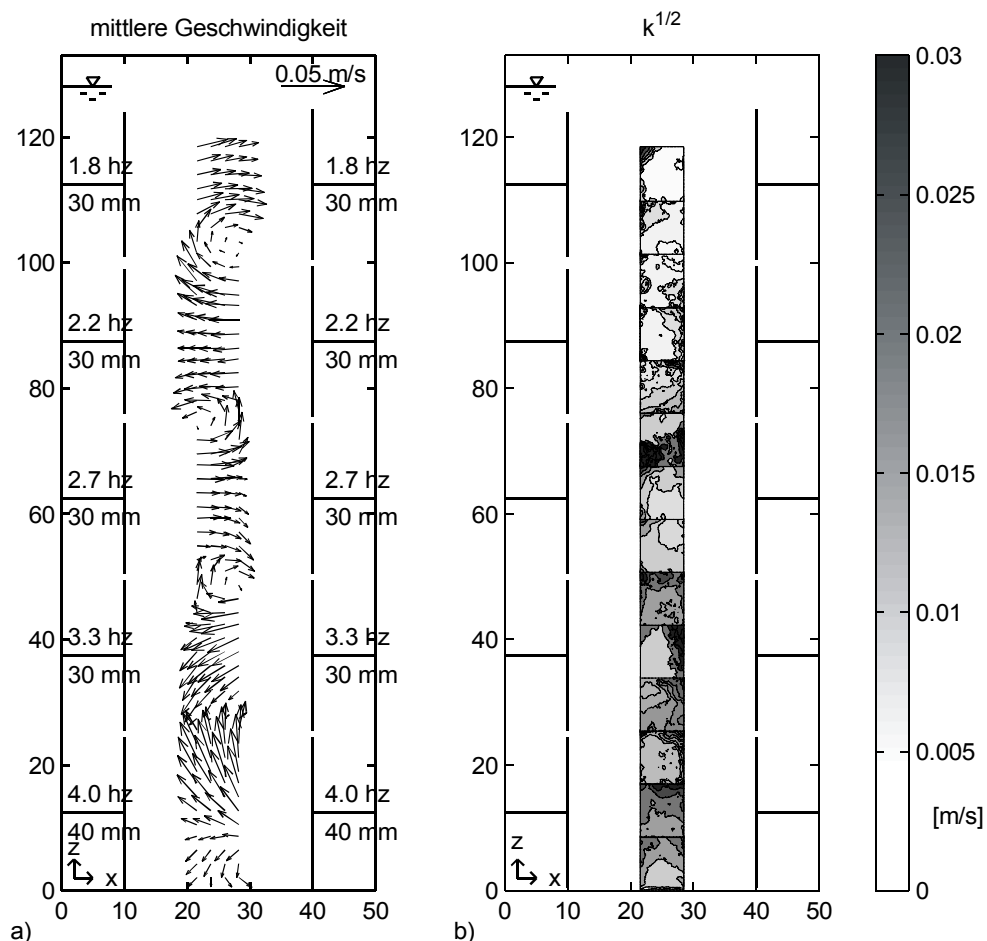 mittlere Geschwindigkeit
0.05 m/s
120
100
80
60
40
20
0
1.8 hz
30 mm
1.8 hz
30 mm
2.2 hz
30 mm
2.2 hz
30 mm
2.7 hz
30 mm
2.7 hz
30 mm
3.3 hz
30 mm
3.3 hz
30 mm
4.0 hz
40 mm
4.0 hz
40 mm
z
x
0 10 20 30 40 50
a)
k^1/2
120
100
80
60
40
20
0
z
x
0 10 20 30 40 50
b)
0.03
0.025
0.02
0.015
0.01
0.005
[m/s]
0